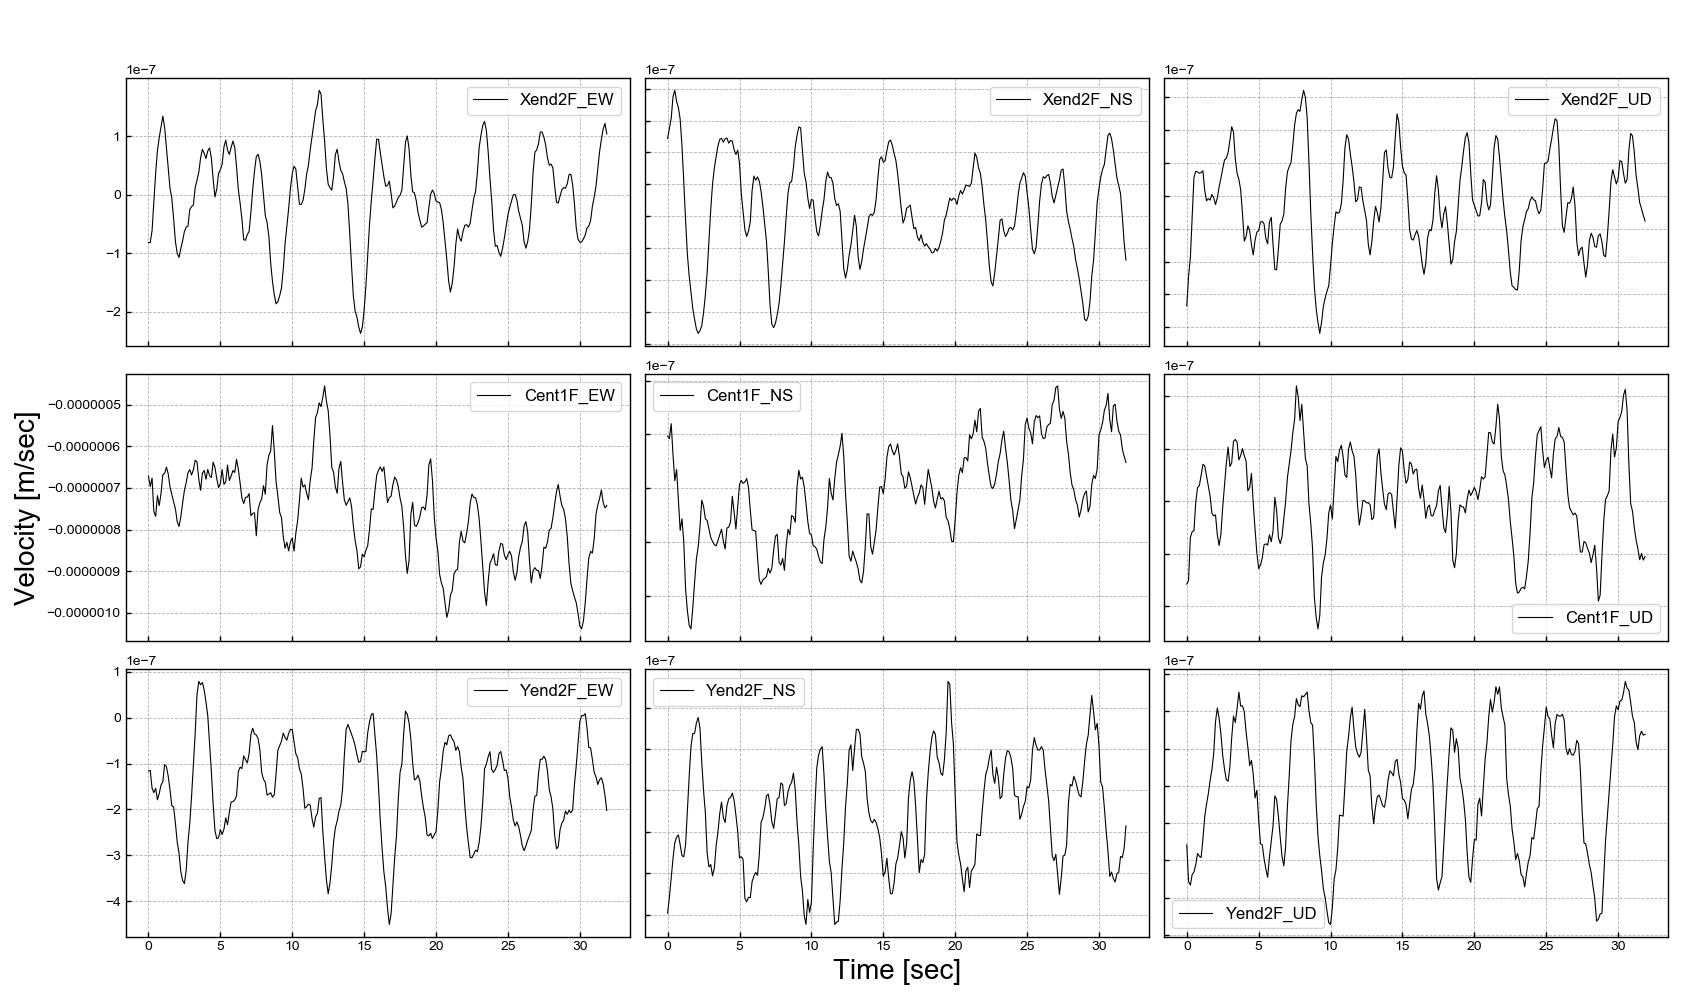 1e−7 1e−7 1e−7
Xend2F_EW Xend2F_NS Xend2F_UD
1
0
−1
−2
1e−7 1e−7
Cent1F_EW Cent1F_NS Cent1F_UD
−0.0000005
−0.0000006
−0.0000007
−0.0000008
−0.0000009
−0.0000010
Velocity [m/sec]
1e−7 1e−7 1e−7
Yend2F_EW Yend2F_NS Yend2F_UD
1
0
−1
−2
−3
−4
0 5 10 15 20 25 30 0 5 10 15 20 25 30 0 5 10 15 20 25 30
Time [sec]